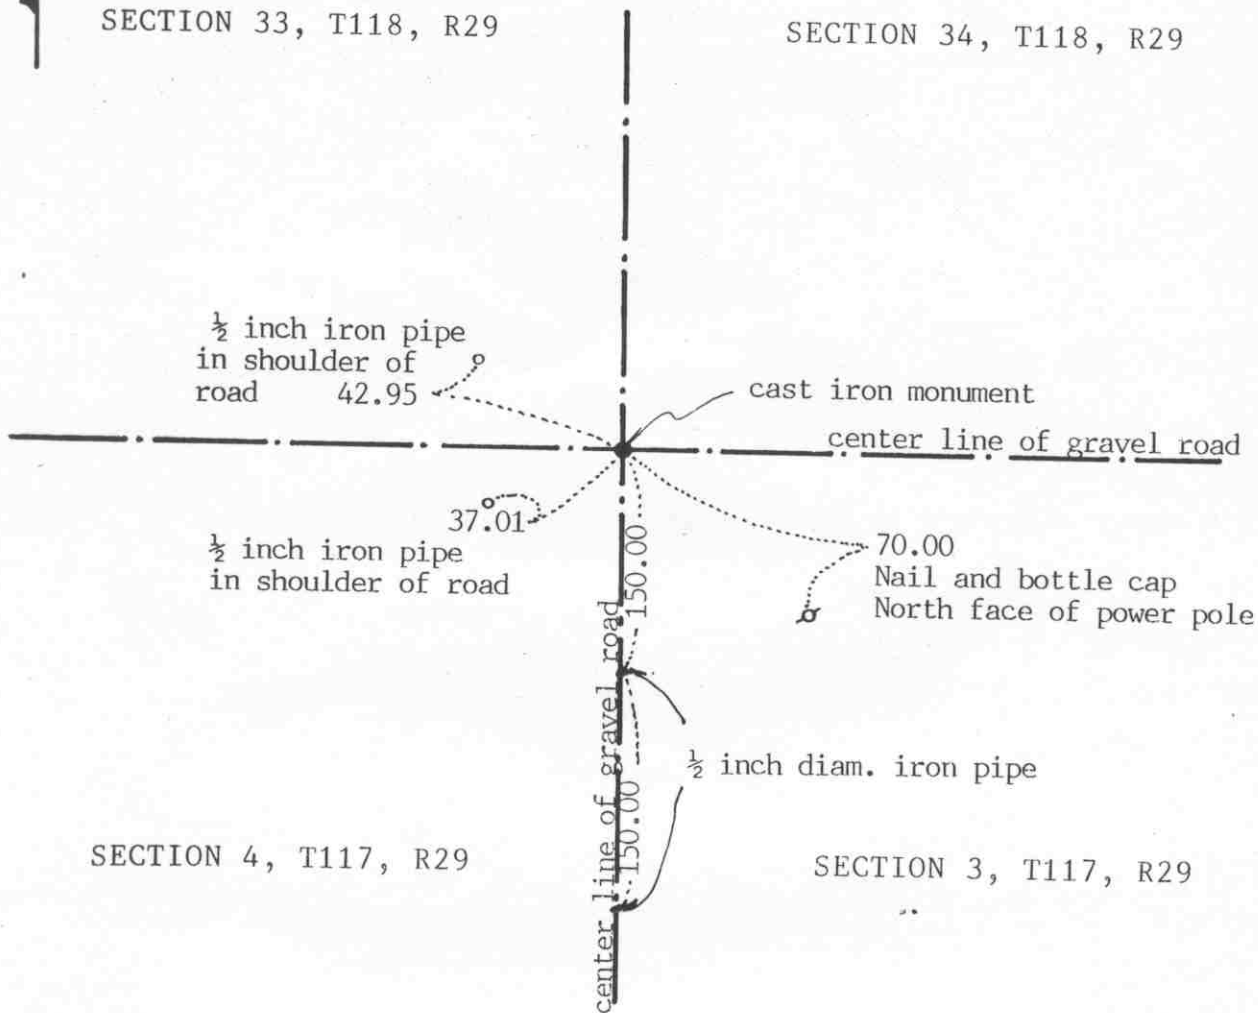 SECTION 33, T118, R29
SECTION 34, T118, R29
½ inch iron pipe
in shoulder of
road 42.95
cast iron monument
center line of gravel road
37.01
½ inch iron pipe
in shoulder of road
150.00
70.00
Nail and bottle cap
North face of power pole
center line of gravel road
½ inch diam. iron pipe
150.00
SECTION 4, T117, R29
SECTION 3, T117, R29